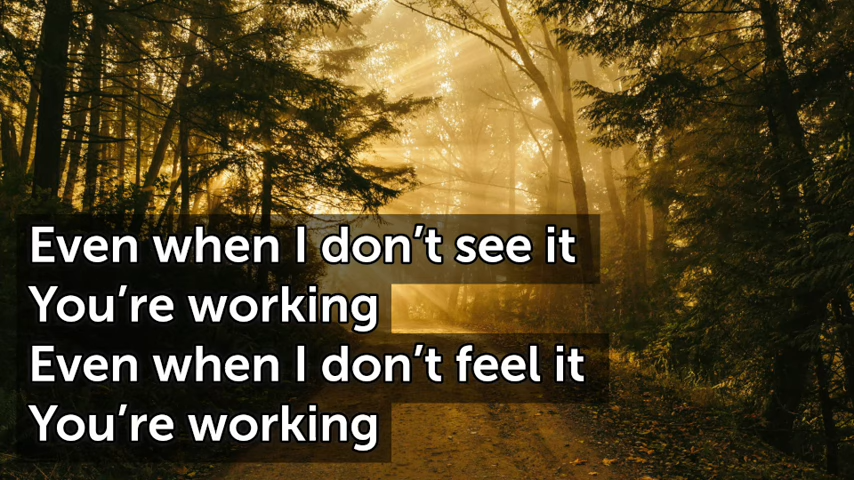 Even when I don’t see it
You’re working
Even when I don’t feel it
You’re working